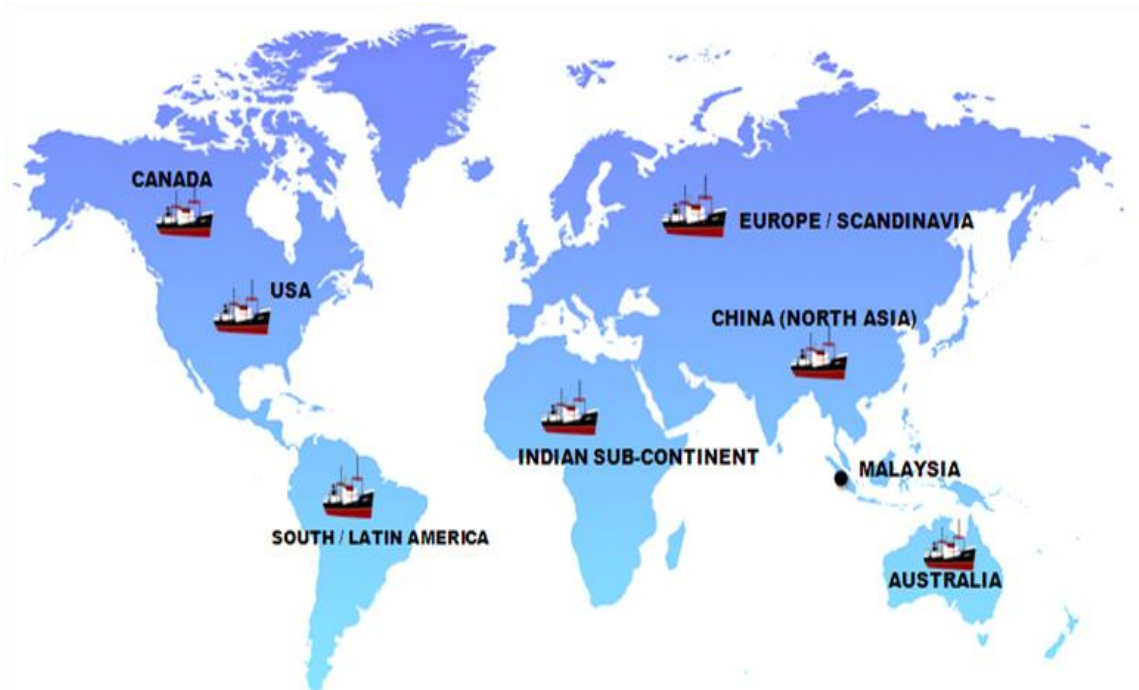 CANADA
EUROPE / SCANDINAVIA
USA
CHINA (NORTH ASIA)
INDIAN SUB-CONTINENT
MALAYSIA
SOUTH / LATIN AMERICA
AUSTRALIA